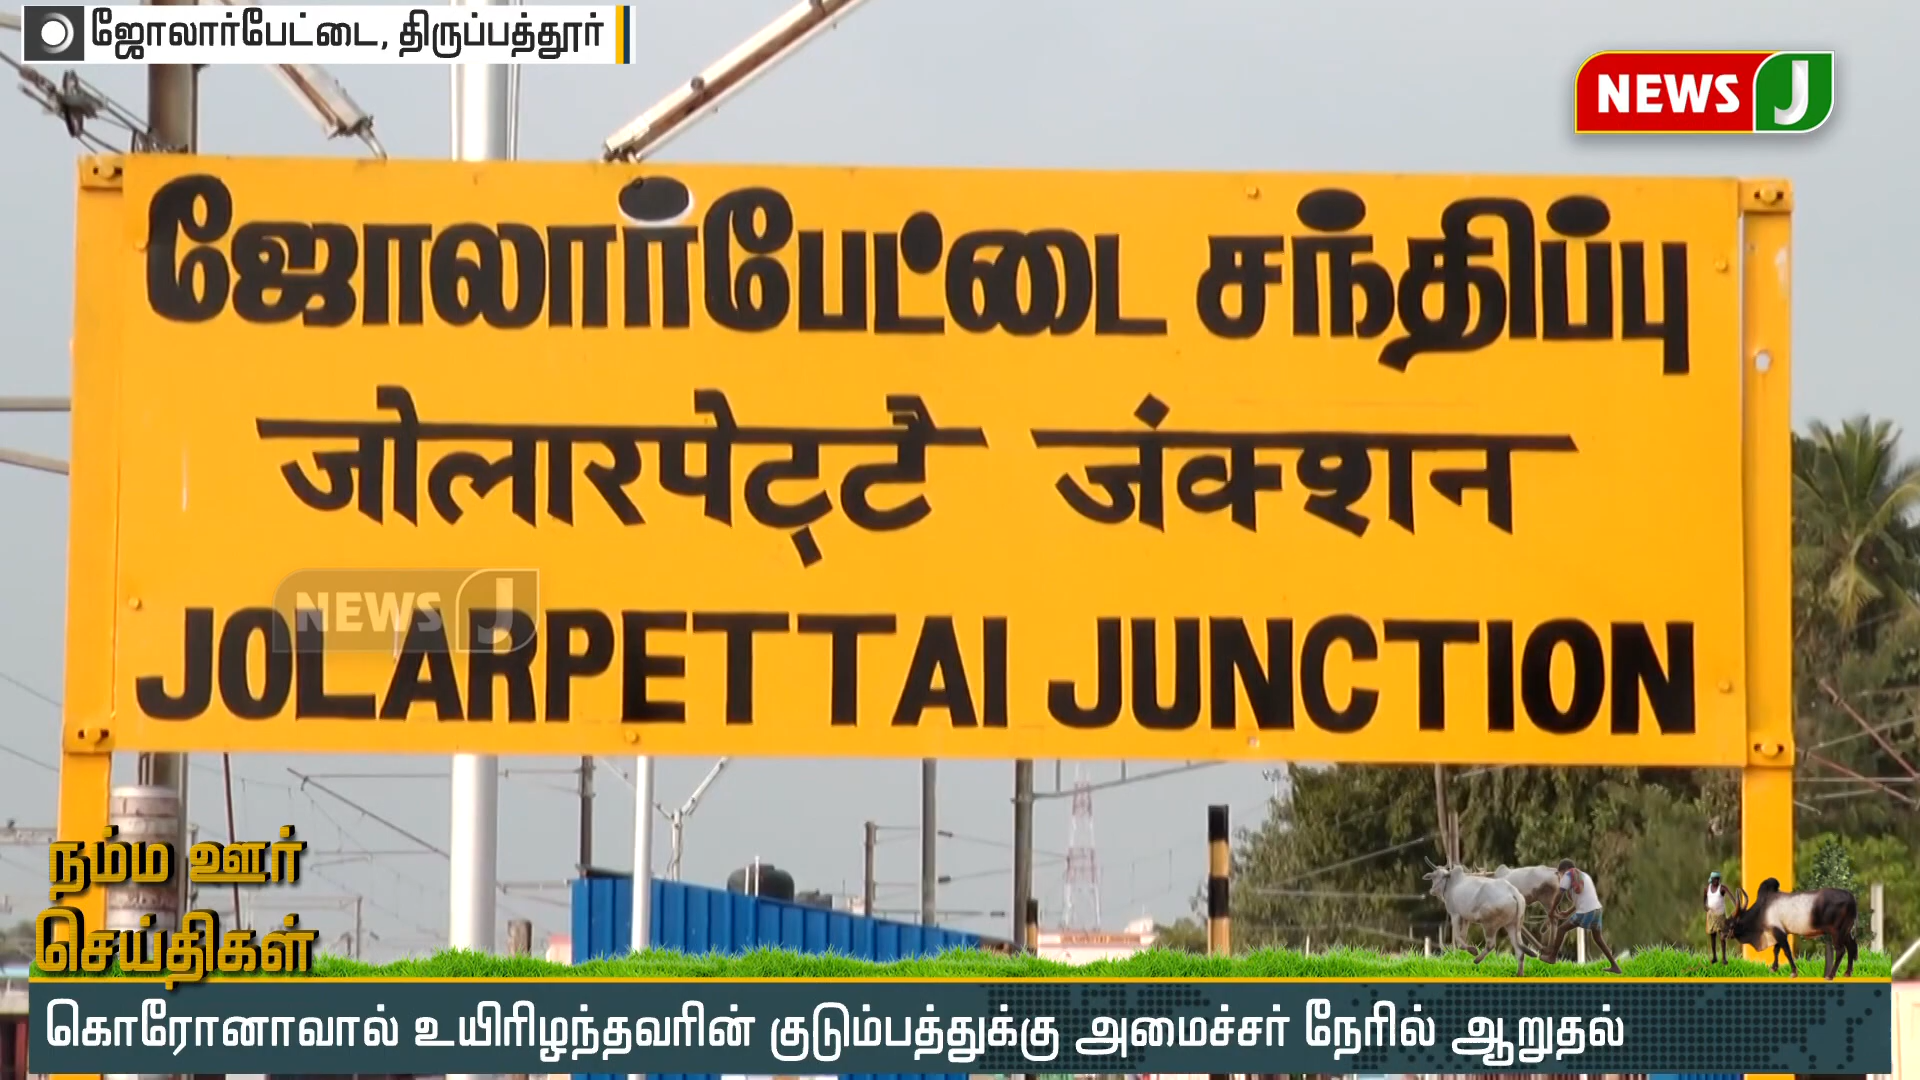 ஜோலார்பேட்டை, திருப்பத்தூர்
NEWS J
ஜோலார்பேட்டை சந்திப்பு
जोलारपेट्टै जंक्शन
NEWS J
JOLARPETTAI JUNCTION
நம்ம ஊர்
செய்திகள்
கொரோனாவால் உயிரிழந்தவரின் குடும்பத்துக்கு அமைச்சர் நேரில் ஆறுதல்